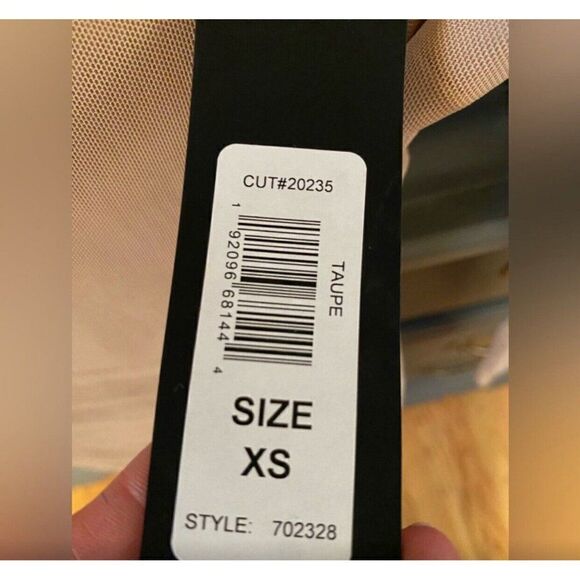 CUT#20235
1 92096 68144 4
TAUPE
SIZE
XS
STYLE: 702328